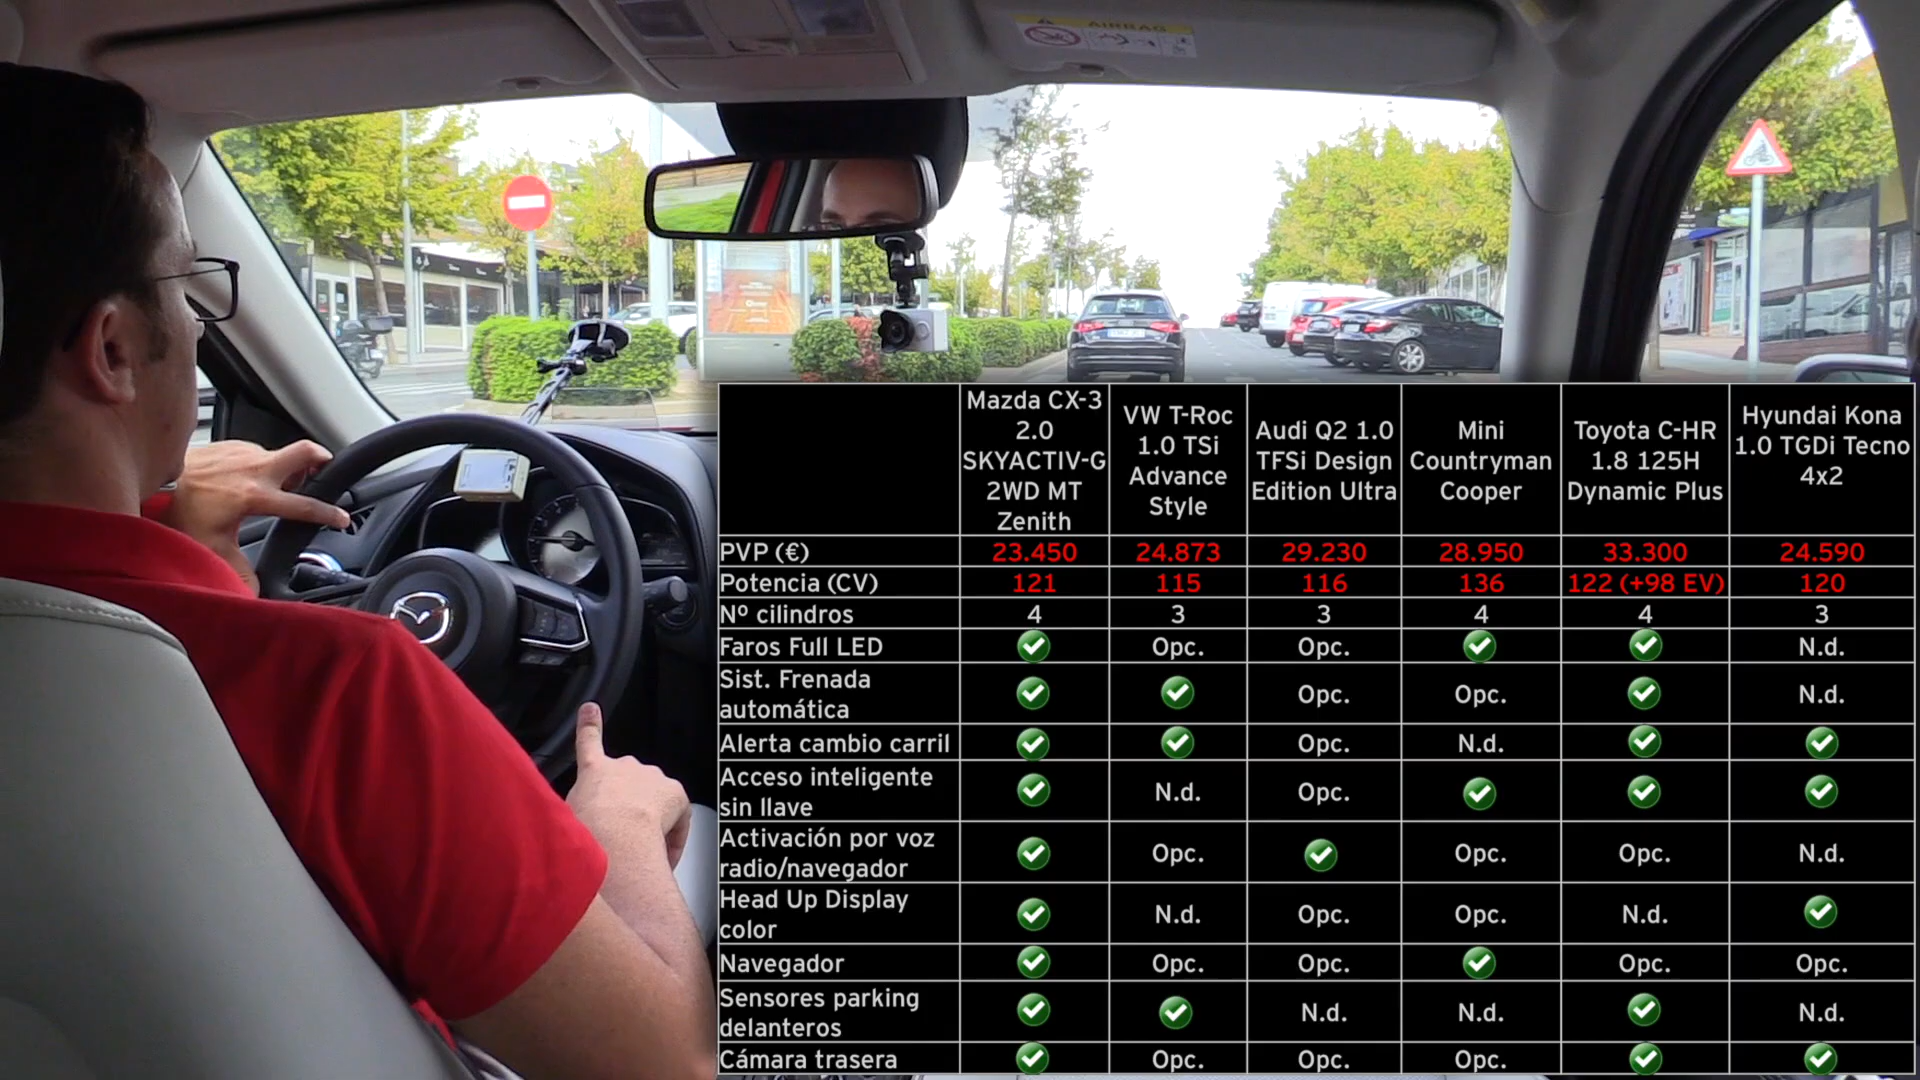 AIRBAG
Mazda CX-3
2.0
SKYACTIV-G
2WD MT
Zenith
VW T-Roc
1.0 TSi
Advance
Style
Audi Q2 1.0
TFSi Design
Edition Ultra
Mini
Countryman
Cooper
Toyota C-HR
1.8 125H
Dynamic Plus
Hyundai Kona
1.0 TGDi Tecno
4x2
PVP (€) 23.450 24.873 29.230 28.950 33.300 24.590
Potencia (CV) 121 115 116 136 122 (+98 EV) 120
Nº cilindros 4 3 3 4 4 3
Faros Full LED Opc. Opc. N.d.
Sist. Frenada
automática Opc. Opc. N.d.
Alerta cambio carril Opc. N.d.
Acceso inteligente
sin llave N.d. Opc.
Activación por voz
radio/navegador Opc. Opc. Opc. N.d.
Head Up Display
color N.d. Opc. Opc. N.d.
Navegador Opc. Opc. Opc. Opc.
Sensores parking
delanteros N.d. N.d. N.d.
Cámara trasera Opc. Opc. Opc.